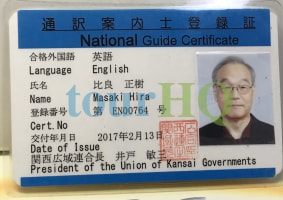 通訳案内士登録証
National Guide Certificate
合格外国語 英語
Language English
氏名 比良 正樹
Name Masaki Hira
登録番号 第 EN00764 号
Cert.No
交付年月日 2017年2月13日
Date of Issue
関西広域連合長 井戸 敏三
President of the Union of Kansai Governments
tourHQ